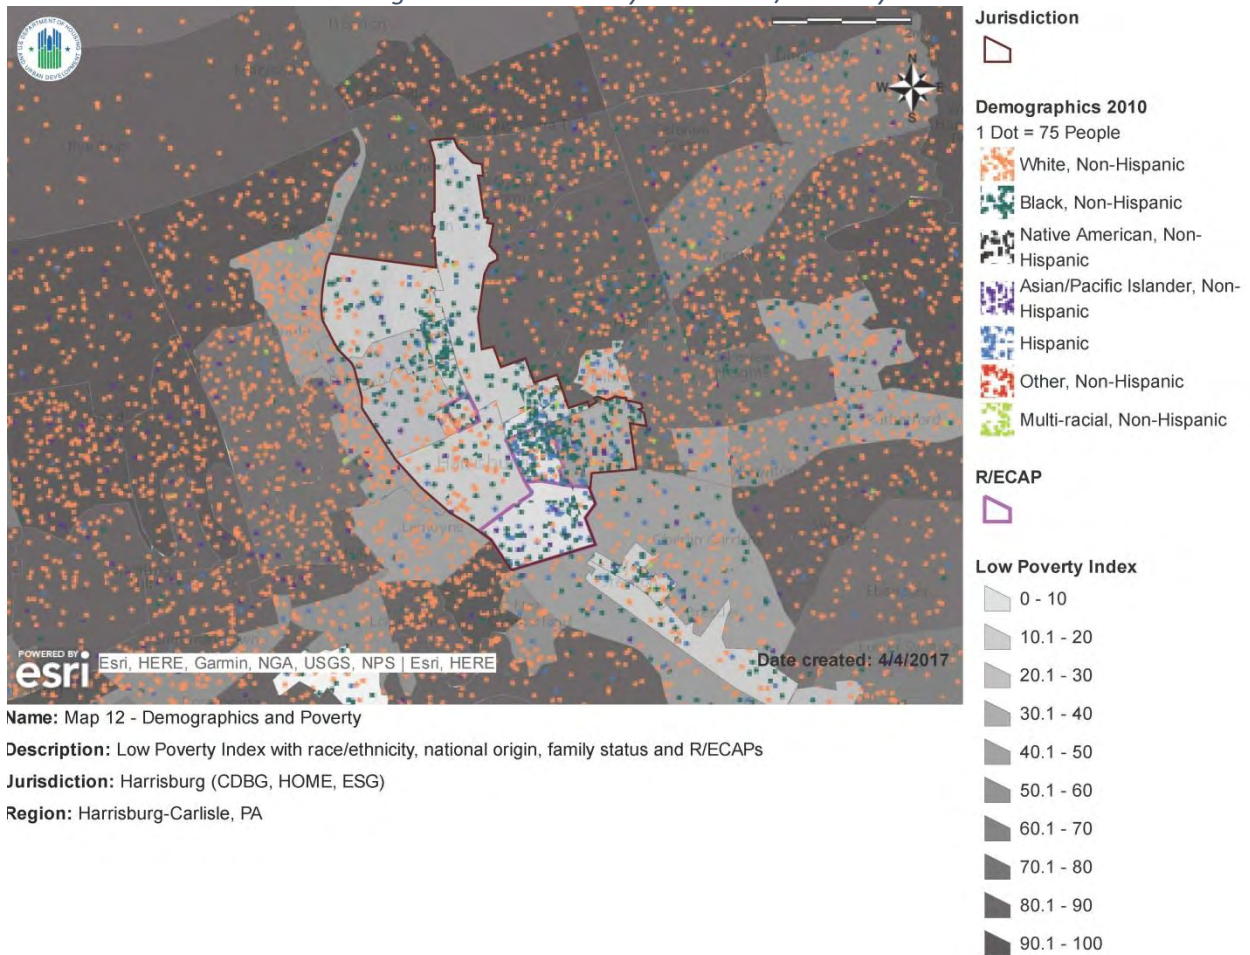 Jurisdiction
N
W
E
S
Demographics 2010
1 Dot = 75 People
White, Non-Hispanic
Black, Non-Hispanic
Native American, Non-
Hispanic
Asian/Pacific Islander, Non-
Hispanic
Hispanic
Other, Non-Hispanic
Multi-racial, Non-Hispanic
R/ECAP
Low Poverty Index
0 - 10
10.1 - 20
20.1 - 30
30.1 - 40
40.1 - 50
50.1 - 60
60.1 - 70
70.1 - 80
80.1 - 90
90.1 - 100
POWERED BY
esri
Esri, HERE, Garmin, NGA, USGS, NPS | Esri, HERE
Date created: 4/4/2017
Name: Map 12 - Demographics and Poverty
Description: Low Poverty Index with race/ethnicity, national origin, family status and R/ECAPs
Jurisdiction: Harrisburg (CDBG, HOME, ESG)
Region: Harrisburg-Carlisle, PA